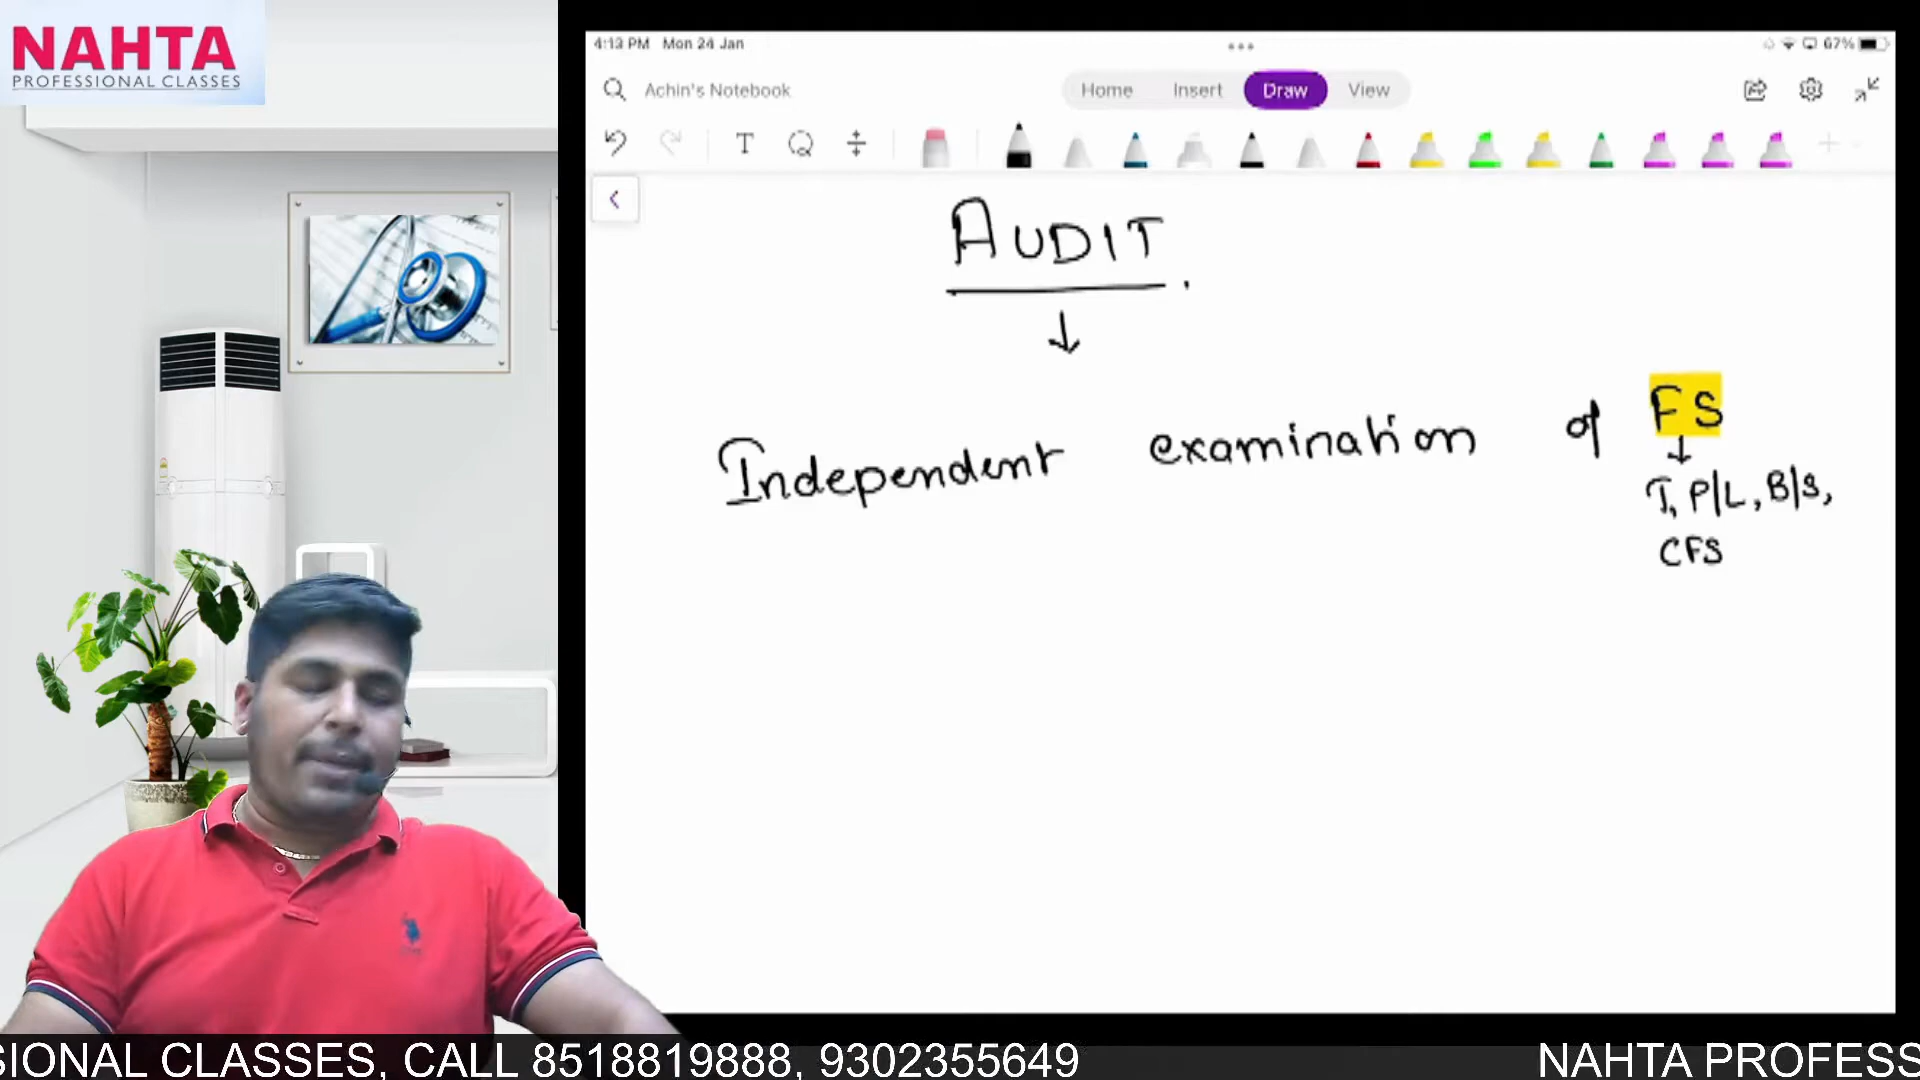 NAHTA
PROFESSIONAL CLASSES
4:13 PM Mon 24 Jan
67%
Achin's Notebook
Home Insert Draw View
T
AUDIT.
↓
Independent examination of FS
↓
T, P/L, B/S,
CFS
SIONAL CLASSES, CALL 8518819888, 9302355649 NAHTA PROFESS